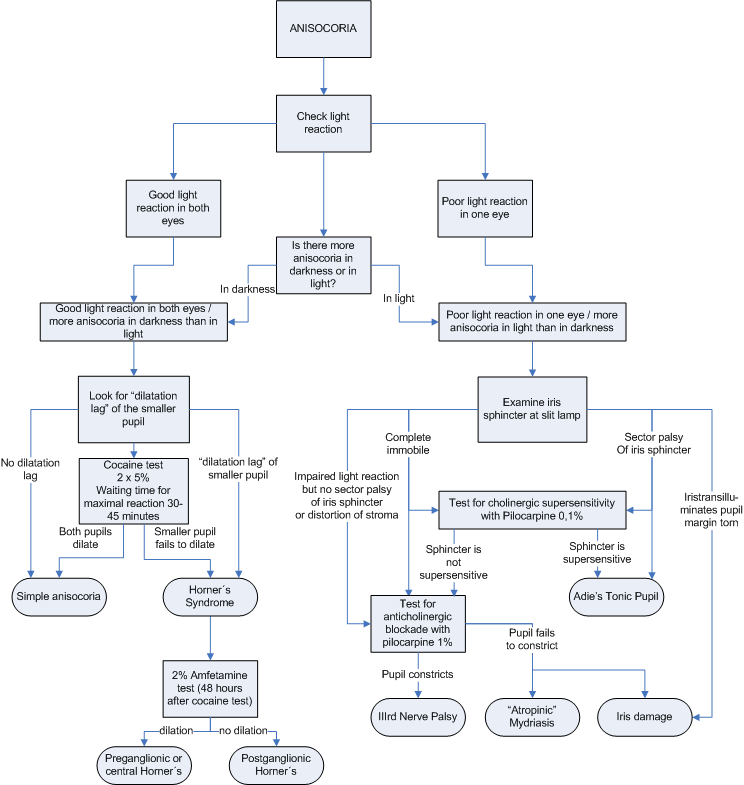 ANISOCORIA
Check light
reaction
Good light
reaction in both
eyes
Poor light reaction
in one eye
Is there more
anisocoria in
darkness or in
light?
In darkness
In light
Good light reaction in both eyes /
more anisocoria in darkness than in
light
Poor light reaction in one eye / more
anisocoria in light than in darkness
Look for “dilatation
lag” of the smaller
pupil
Examine iris
sphincter at slit lamp
No dilatation
lag
Cocaine test
2 x 5%
Waiting time for
maximal reaction 30-
45 minutes
“dilatation lag” of
smaller pupil
Impaired light reaction
but no sector palsy
of iris sphincter
or distortion of stroma
Complete
immobile
Sector palsy
Of iris sphincter
Iristransillu-
minates pupil
margin torn
Test for cholinergic supersensitivity
with Pilocarpine 0,1%
Both pupils
dilate
Smaller pupil
fails to dilate
Sphincter is
not
supersensitive
Sphincter is
supersensitive
Simple anisocoria
Horner´s
Syndrome
Test for
anticholinergic
blockade with
pilocarpine 1%
Adie’s Tonic Pupil
Pupil fails
to constrict
Pupil constricts
2% Amfetamine
test (48 hours
after cocaine test)
IIIrd Nerve Palsy
“Atropinic”
Mydriasis
Iris damage
dilation
no dilation
Preganglionic or
central Horner´s
Postganglionic
Horner´s